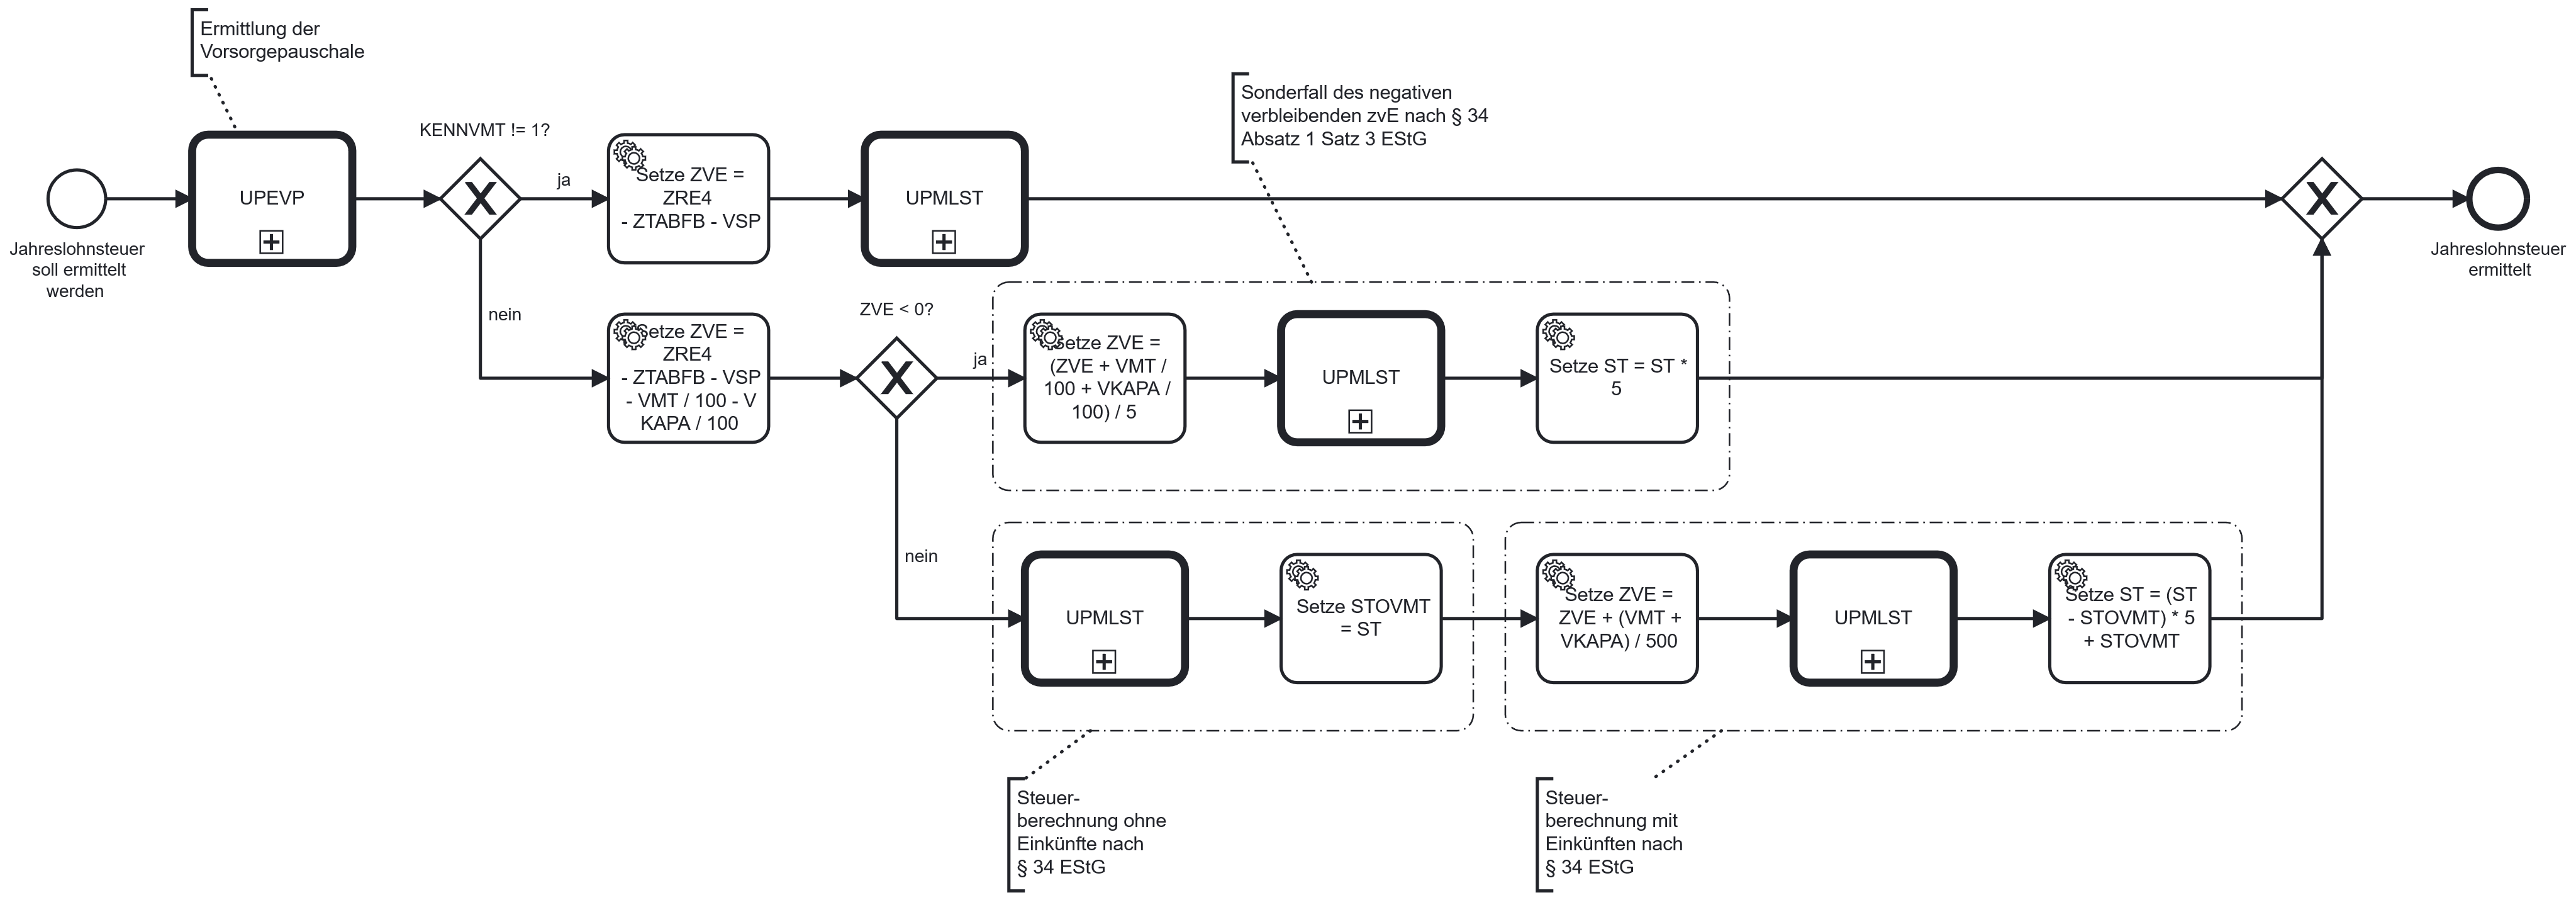 Ermittlung der
Vorsorgepauschale
Sonderfall des negativen
verbleibenden zvE nach § 34
Absatz 1 Satz 3 EStG
KENNVMT != 1?
Jahreslohnsteuer
soll ermittelt
werden
UPEVP
ja
Setze ZVE =
ZRE4
- ZTABFB - VSP
UPMLST
Jahreslohnsteuer
ermittelt
nein
Setze ZVE =
ZRE4
- ZTABFB - VSP
- VMT / 100 - V
KAPA / 100
ZVE < 0?
ja
Setze ZVE =
(ZVE + VMT /
100 + VKAPA /
100) / 5
UPMLST
Setze ST = ST *
5
nein
UPMLST
Setze STOVMT
= ST
Setze ZVE =
ZVE + (VMT +
VKAPA) / 500
UPMLST
Setze ST = (ST
- STOVMT) * 5
+ STOVMT
Steuer-
berechnung ohne
Einkünfte nach
§ 34 EStG
Steuer-
berechnung mit
Einkünften nach
§ 34 EStG